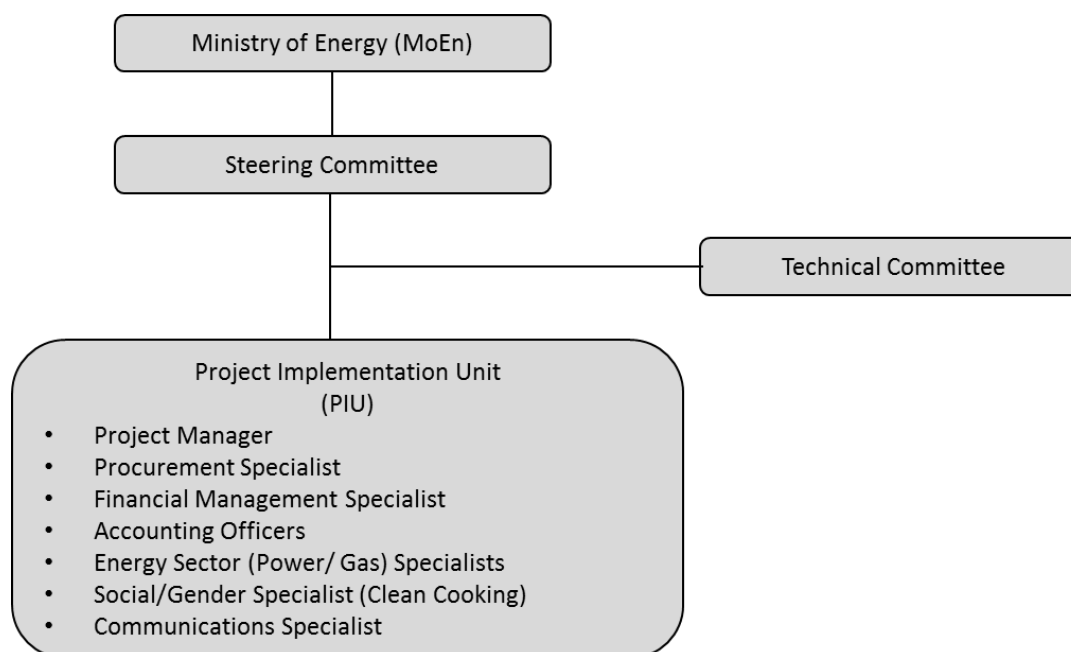 Ministry of Energy (MoEn)
Steering Committee
Technical Committee
Project Implementation Unit
(PIU)
• Project Manager
• Procurement Specialist
• Financial Management Specialist
• Accounting Officers
• Energy Sector (Power/ Gas) Specialists
• Social/Gender Specialist (Clean Cooking)
• Communications Specialist